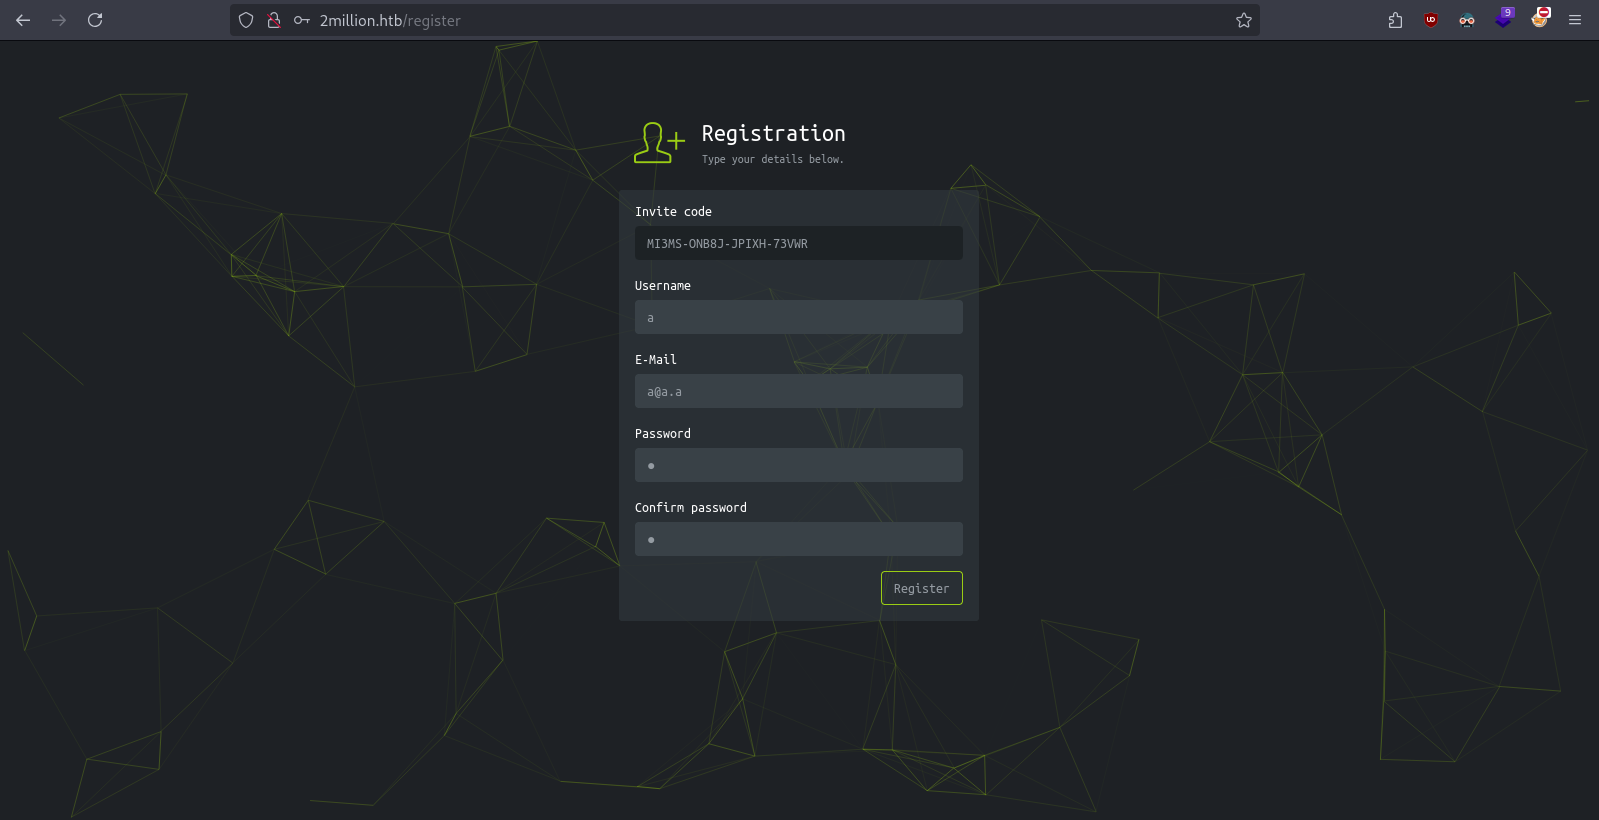 2million.htb/register
9
Registration
Type your details below.
Invite code
MI3MS-ONB8J-JPIXH-73VWR
Username
a
E-Mail
a@a.a
Password
●
Confirm password
●
Register